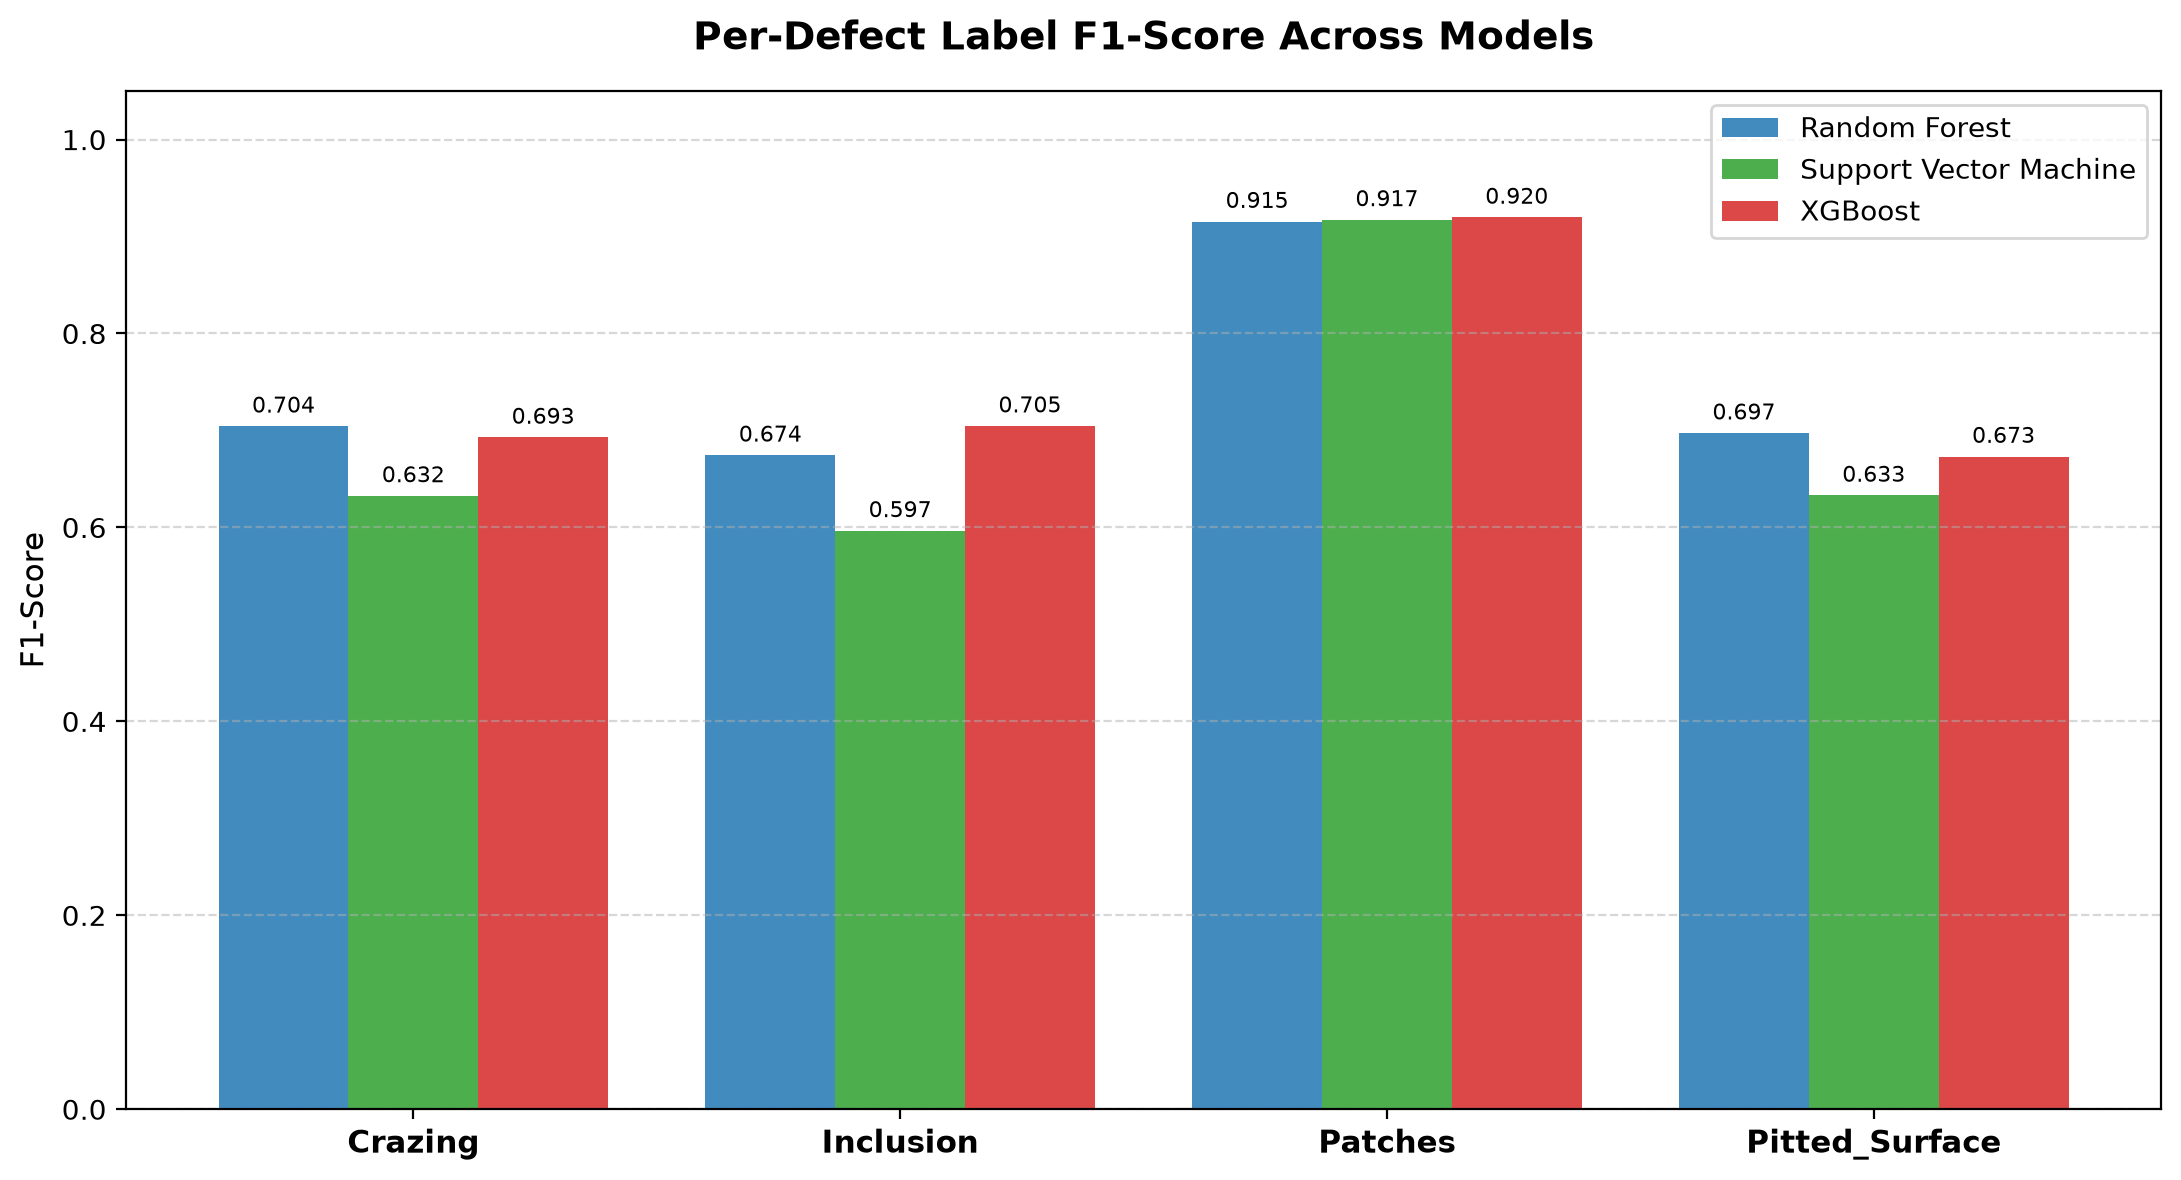 Per-Defect Label F1-Score Across Models
Random Forest
Support Vector Machine
XGBoost
F1-Score
1.0
0.8
0.6
0.4
0.2
0.0
0.704
0.632
0.693
0.674
0.597
0.705
0.915
0.917
0.920
0.697
0.633
0.673
Crazing
Inclusion
Patches
Pitted_Surface